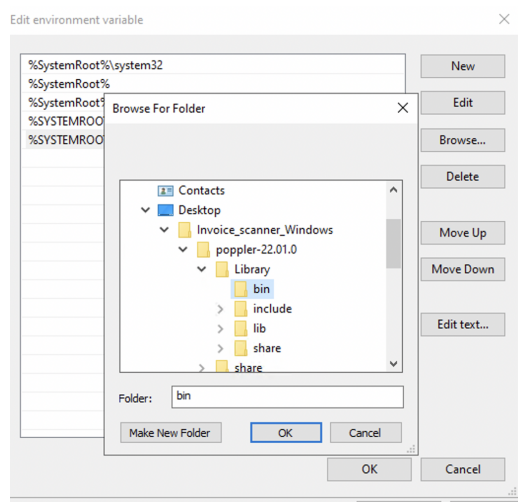 Edit environment variable
%SystemRoot%\system32
New
%SystemRoot%
%SystemRoot%
Edit
%SYSTEMROO
%SYSTEMROO
Browse...
Delete
Move Up
Move Down
Edit text...
Browse For Folder
Contacts
Desktop
Invoice_scanner_Windows
poppler-22.01.0
Library
bin
include
lib
share
share
Folder: bin
Make New Folder OK Cancel
OK Cancel